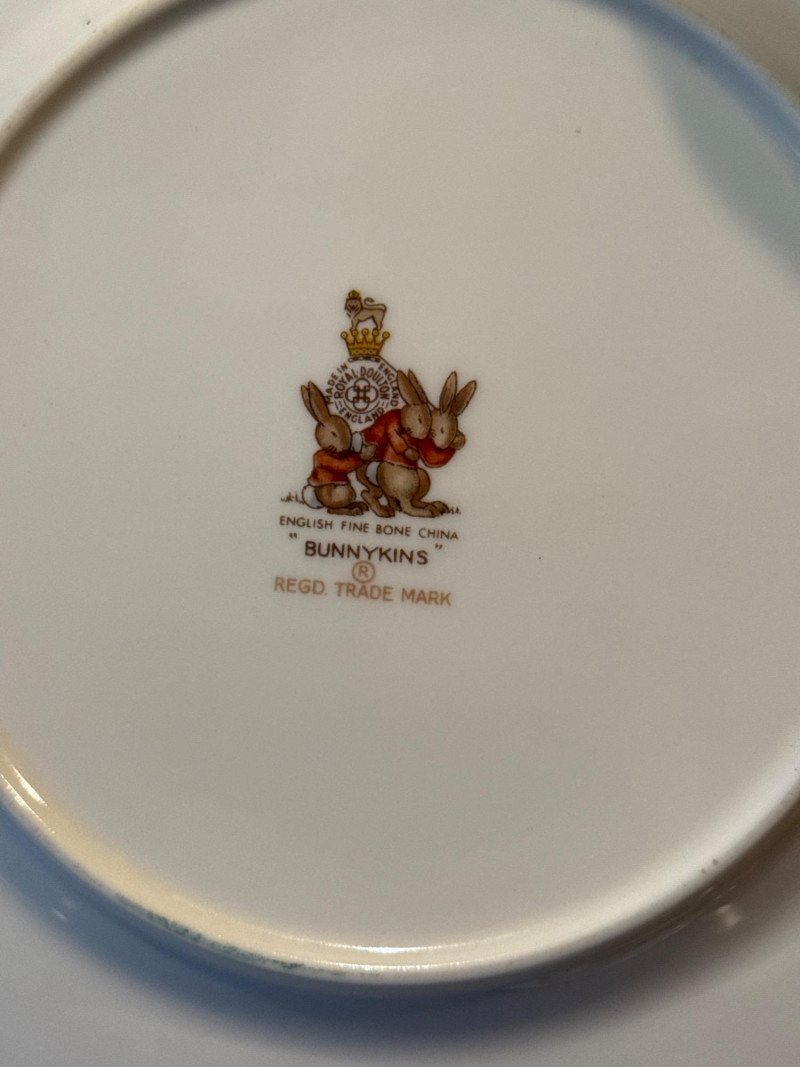 MADE IN ENGLAND
ROYAL·DOULTON
ENGLAND
ENGLISH FINE BONE CHINA
"BUNNYKINS"
®
REGD. TRADE MARK